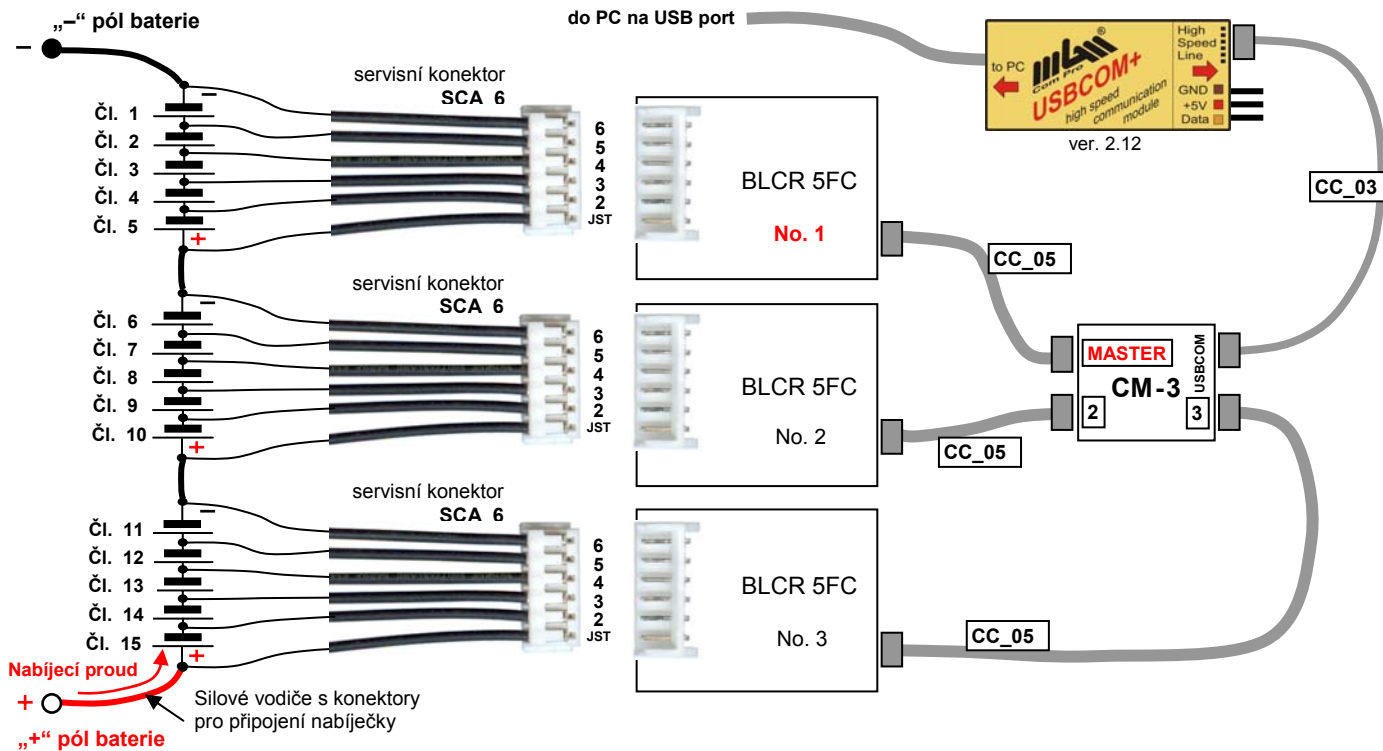 „–“ pól baterie
–
do PC na USB port
to PC
mgm
Com Pro
USBCOM+
high speed
communication
module
High
Speed
Line
GND
+5V
Data
ver. 2.12
CC_03
servisní konektor
SCA 6
–
Čl. 1
Čl. 2
Čl. 3
Čl. 4
Čl. 5
+
6
5
4
3
2
JST
BLCR 5FC
No. 1
CC_05
servisní konektor
SCA 6
–
Čl. 6
Čl. 7
Čl. 8
Čl. 9
Čl. 10
+
6
5
4
3
2
JST
BLCR 5FC
No. 2
CC_05
MASTER
USBCOM
CM-3
2
3
servisní konektor
SCA 6
–
Čl. 11
Čl. 12
Čl. 13
Čl. 14
Čl. 15
+
6
5
4
3
2
JST
BLCR 5FC
No. 3
CC_05
Nabíjecí proud
+
Silové vodiče s konektory
pro připojení nabíječky
„+“ pól baterie